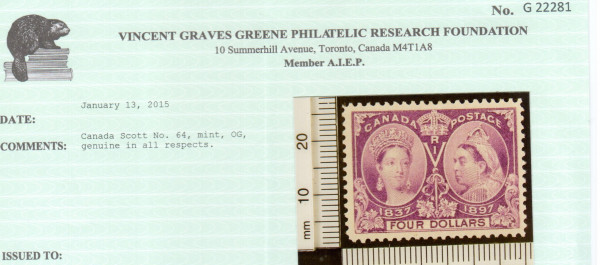 No. G 22281
VINCENT GRAVES GREENE PHILATELIC RESEARCH FOUNDATION
10 Summerhill Avenue, Toronto, Canada M4T1A8
Member A.I.E.P.
DATE: January 13, 2015
COMMENTS: Canada Scott No. 64, mint, OG,
genuine in all respects.
ISSUED TO:
mm 10 20
CANADA POSTAGE
V R I
1837 1897
FOUR DOLLARS